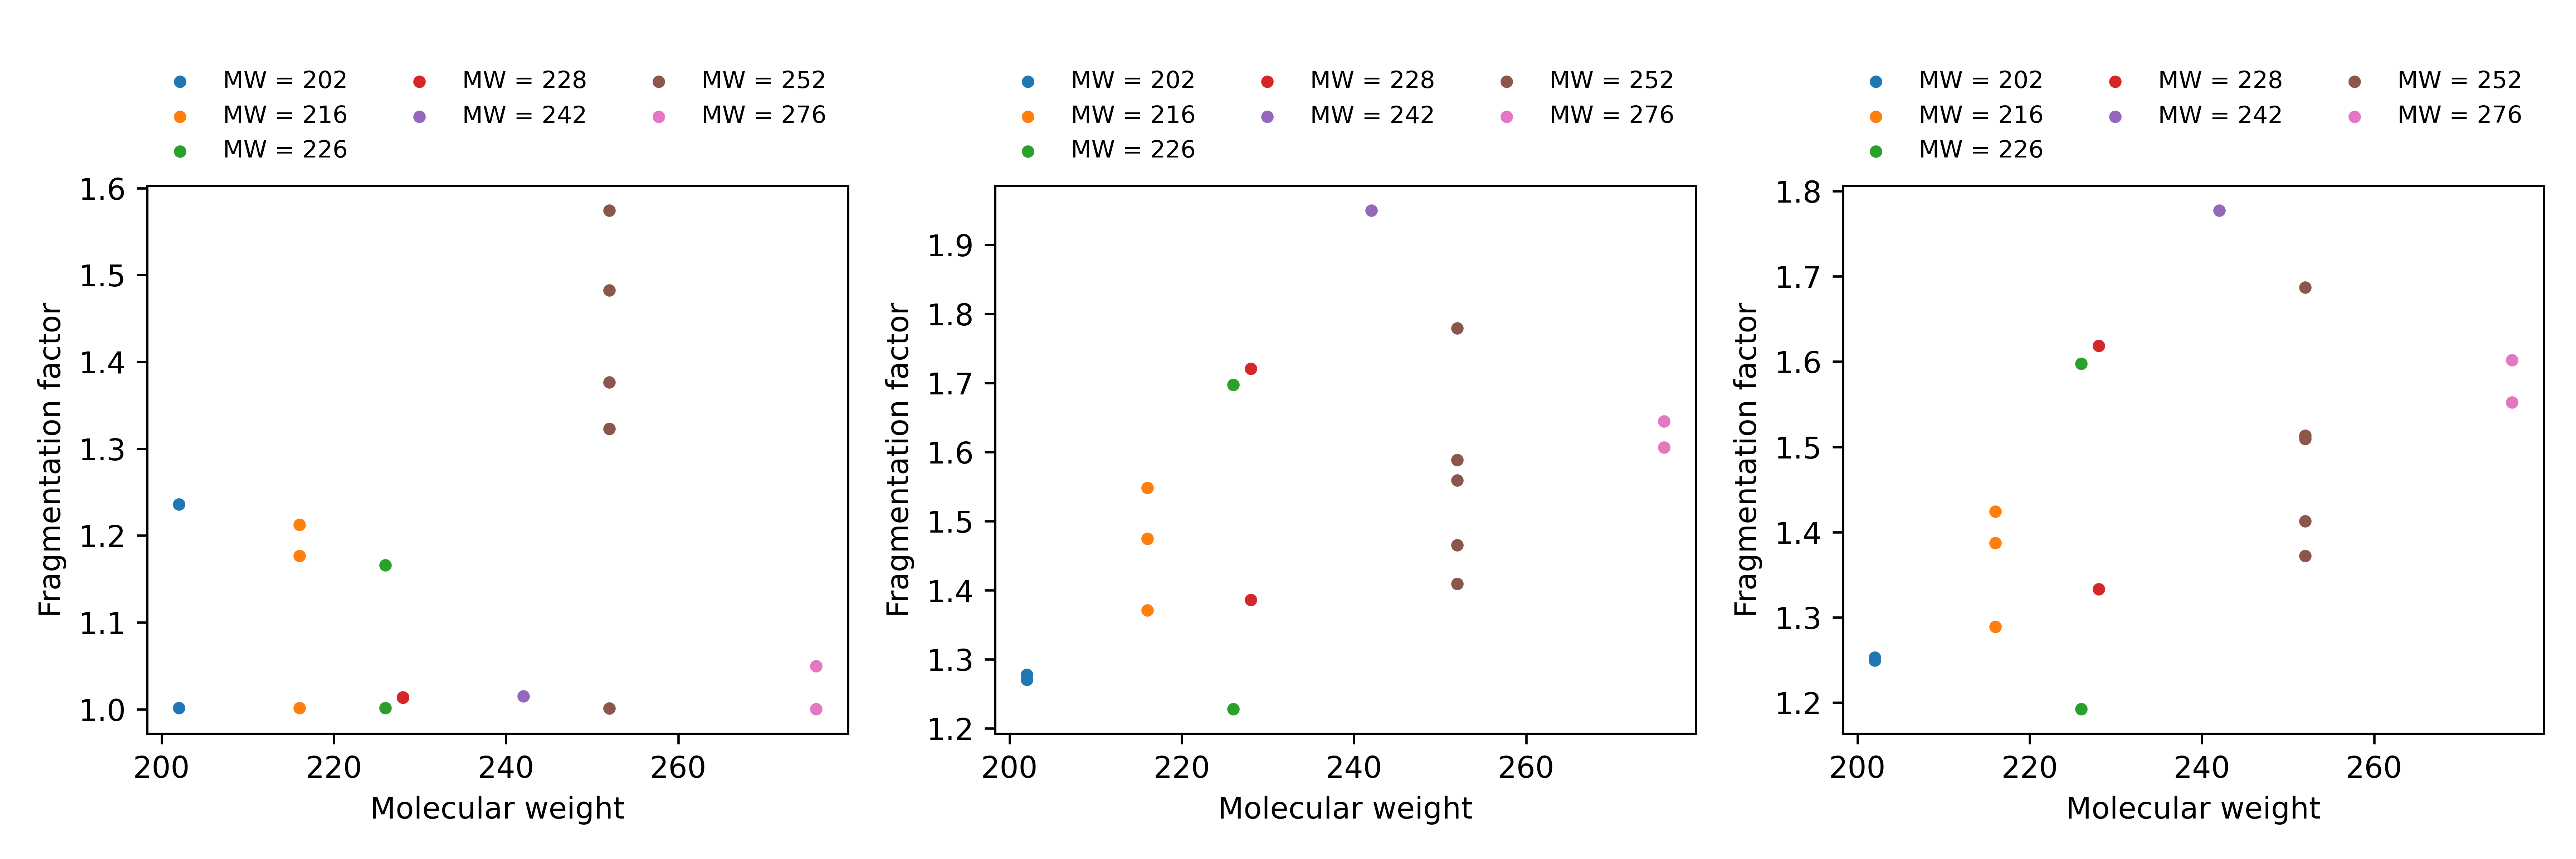 MW = 202 MW = 228 MW = 252
MW = 216 MW = 242 MW = 276
MW = 226
1.6
1.5
1.4
1.3
1.2
1.1
1.0
Fragmentation factor
200 220 240 260
Molecular weight
MW = 202 MW = 228 MW = 252
MW = 216 MW = 242 MW = 276
MW = 226
1.9
1.8
1.7
1.6
1.5
1.4
1.3
1.2
Fragmentation factor
200 220 240 260
Molecular weight
MW = 202 MW = 228 MW = 252
MW = 216 MW = 242 MW = 276
MW = 226
1.8
1.7
1.6
1.5
1.4
1.3
1.2
Fragmentation factor
200 220 240 260
Molecular weight